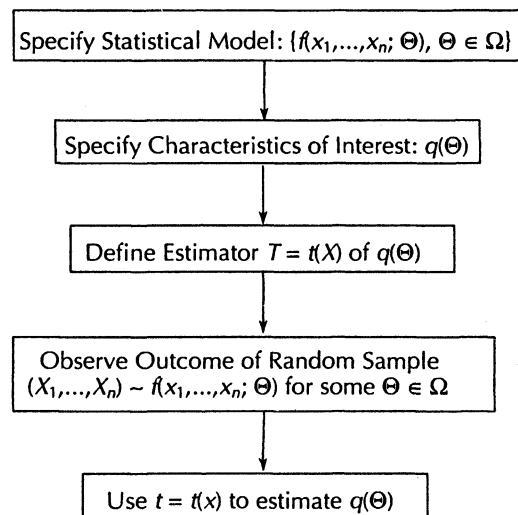 Specify Statistical Model: {f(x₁,...,xₙ; Θ), Θ ∈ Ω}
Specify Characteristics of Interest: q(Θ)
Define Estimator T = t(X) of q(Θ)
Observe Outcome of Random Sample
(X₁,...,Xₙ) ~ f(x₁,...,xₙ; Θ) for some Θ ∈ Ω
Use t = t(x) to estimate q(Θ)